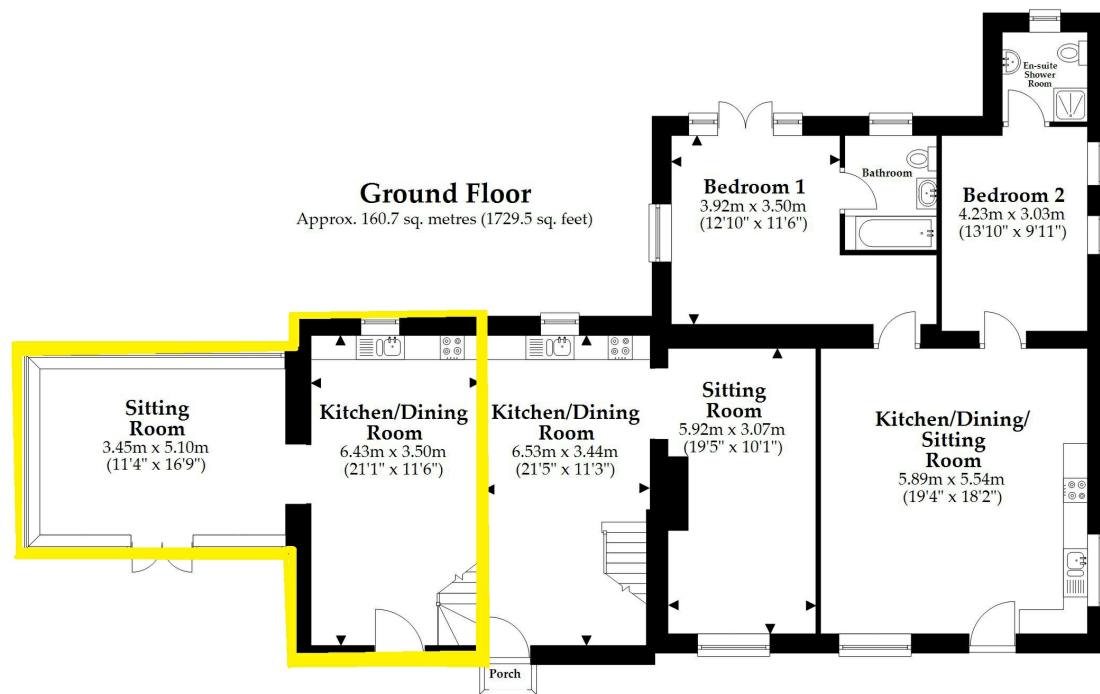 Ground Floor
Approx. 160.7 sq. metres (1729.5 sq. feet)
En-suite
Shower
Room
Bathroom
Bedroom 1
3.92m x 3.50m
(12'10" x 11'6")
Bedroom 2
4.23m x 3.03m
(13'10" x 9'11")
Sitting
Room
3.45m x 5.10m
(11'4" x 16'9")
Kitchen/Dining
Room
6.43m x 3.50m
(21'1" x 11'6")
Kitchen/Dining
Room
6.53m x 3.44m
(21'5" x 11'3")
Sitting
Room
5.92m x 3.07m
(19'5" x 10'1")
Kitchen/Dining/
Sitting
Room
5.89m x 5.54m
(19'4" x 18'2")
Porch